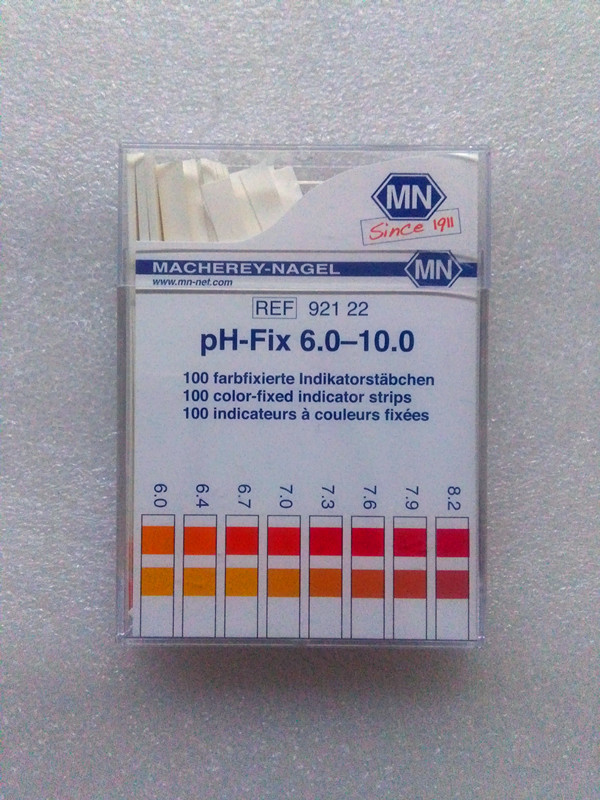 MN
Since 1911
MACHEREY-NAGEL MN
www.mn-net.com
REF 921 22
pH-Fix 6.0–10.0
100 farbfixierte Indikatorstäbchen
100 color-fixed indicator strips
100 indicateurs à couleurs fixées
6.0 6.4 6.7 7.0 7.3 7.6 7.9 8.2